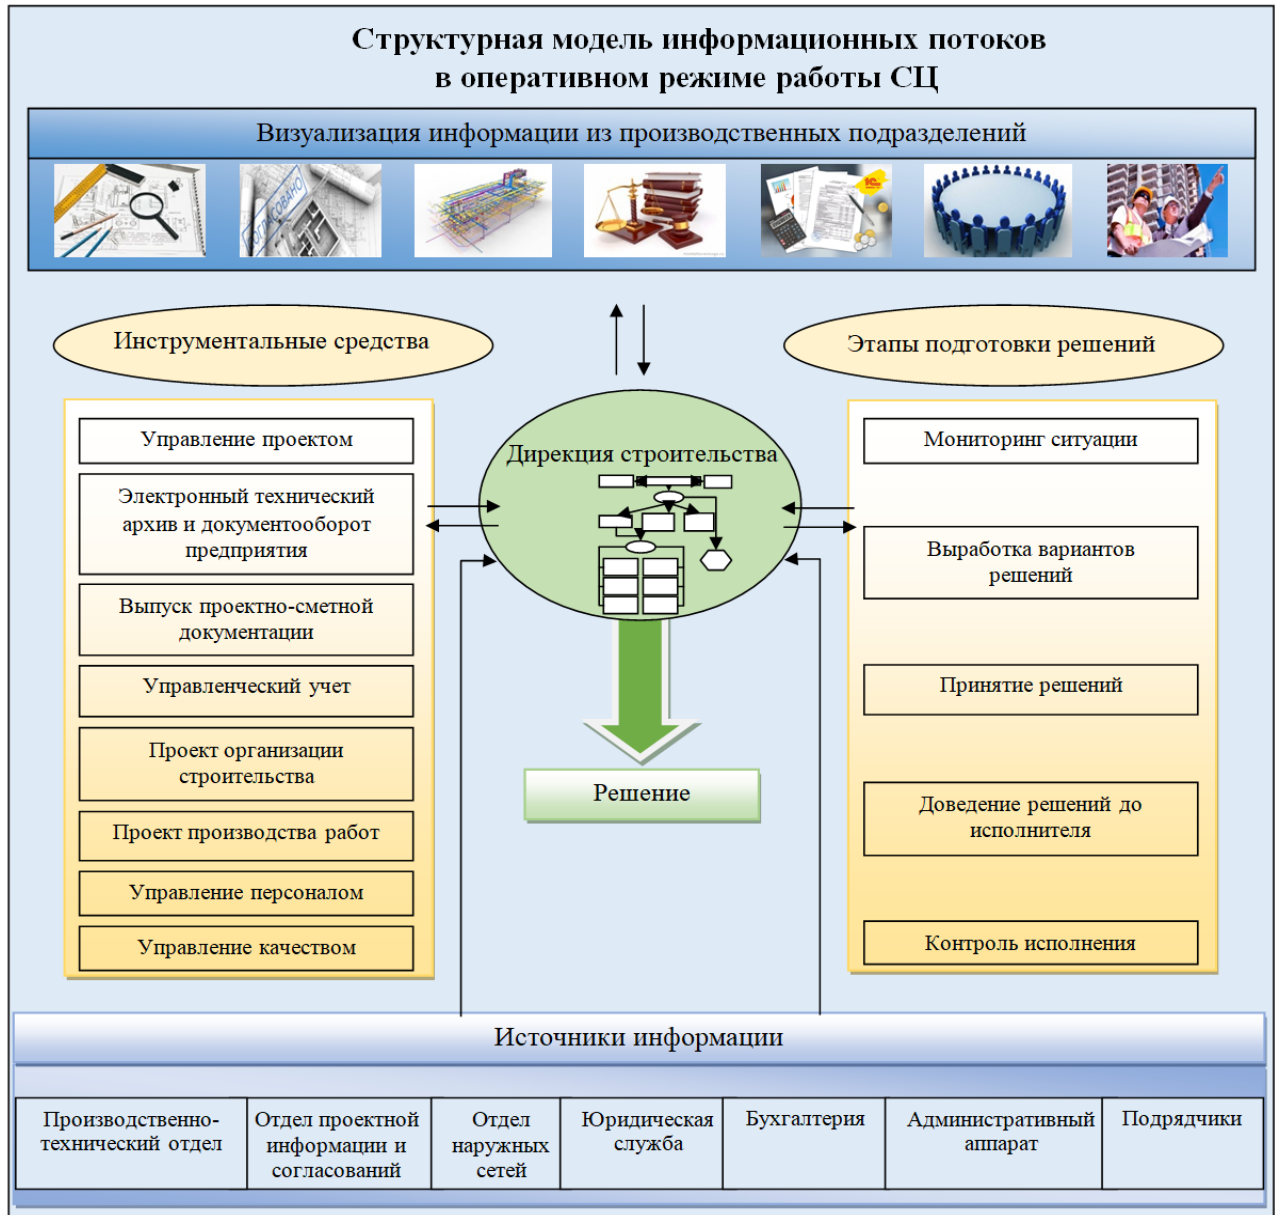 Структурная модель информационных потоков
в оперативном режиме работы СЦ
Визуализация информации из производственных подразделений
СОГЛАСОВАНО
Инструментальные средства
Этапы подготовки решений
Управление проектом
Электронный технический
архив и документооборот
предприятия
Выпуск проектно-сметной
документации
Управленческий учет
Проект организации
строительства
Проект производства работ
Управление персоналом
Управление качеством
Дирекция строительства
Решение
Мониторинг ситуации
Выработка вариантов
решений
Принятие решений
Доведение решений до
исполнителя
Контроль исполнения
Источники информации
Производственно-
технический отдел
Отдел проектной
информации и
согласований
Отдел
наружных
сетей
Юридическая
служба
Бухгалтерия
Административный
аппарат
Подрядчики